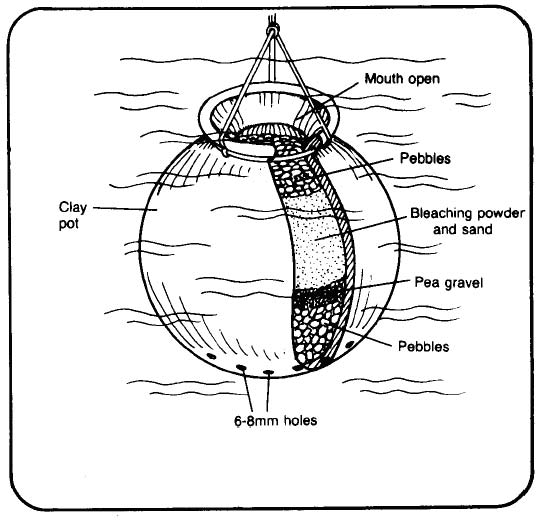 Mouth open
Pebbles
Clay
pot
Bleaching powder
and sand
Pea gravel
Pebbles
6-8mm holes